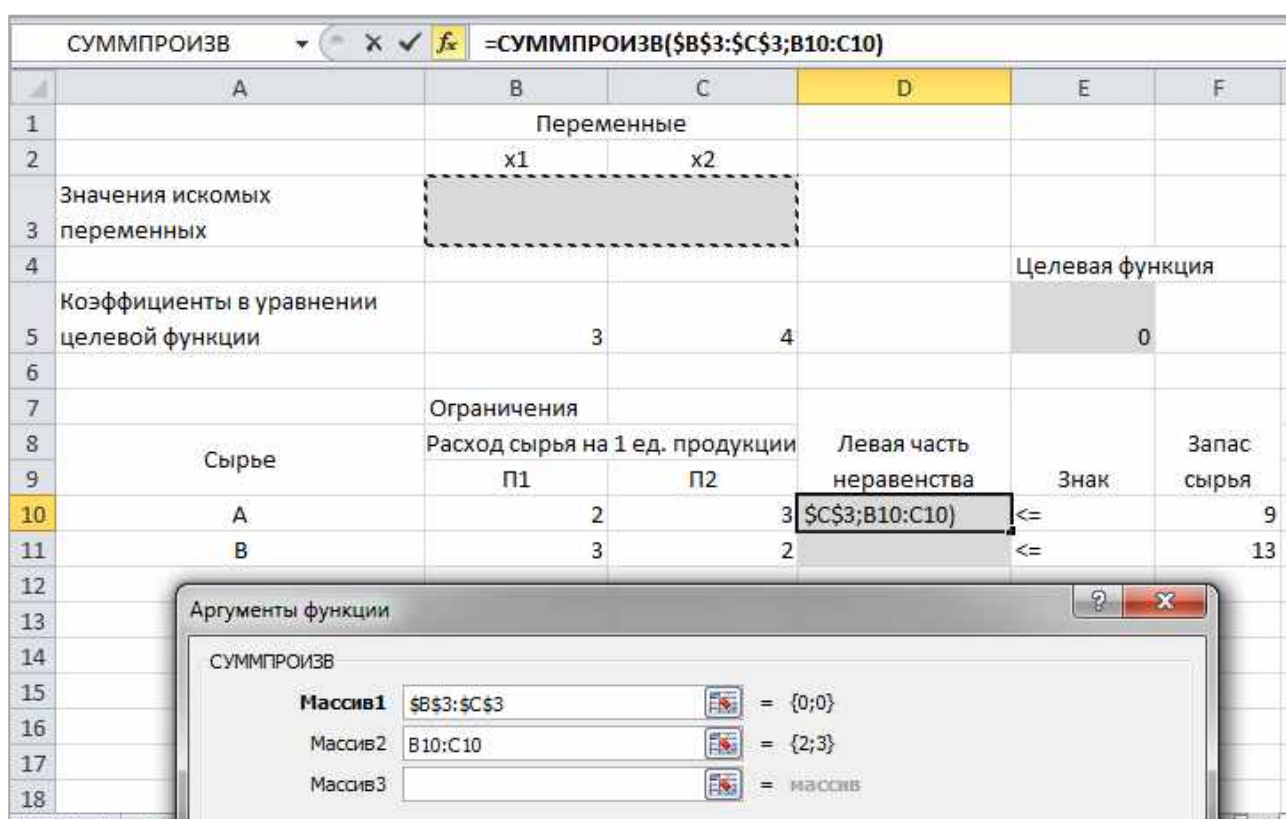 СУММПРОИЗВ fx =СУММПРОИЗВ($B$3:$C$3;B10:C10)
A B C D E F
1 Переменные
2 x1 x2
Значения искомых
3 переменных
4 Целевая функция
Коэффициенты в уравнении
5 целевой функции 3 4 0
6
7 Ограничения
8 Сырье Расход сырья на 1 ед. продукции Левая часть Запас
9 П1 П2 неравенства Знак сырья
10 A 2 3 $C$3;B10:C10) <= 9
11 B 3 2 <= 13
12
13 Аргументы функции ?
14 СУММПРОИЗВ
15 Массив1 $B$3:$C$3 = {0;0}
16 Массив2 B10:C10 = {2;3}
17
18 Массив3 = массив